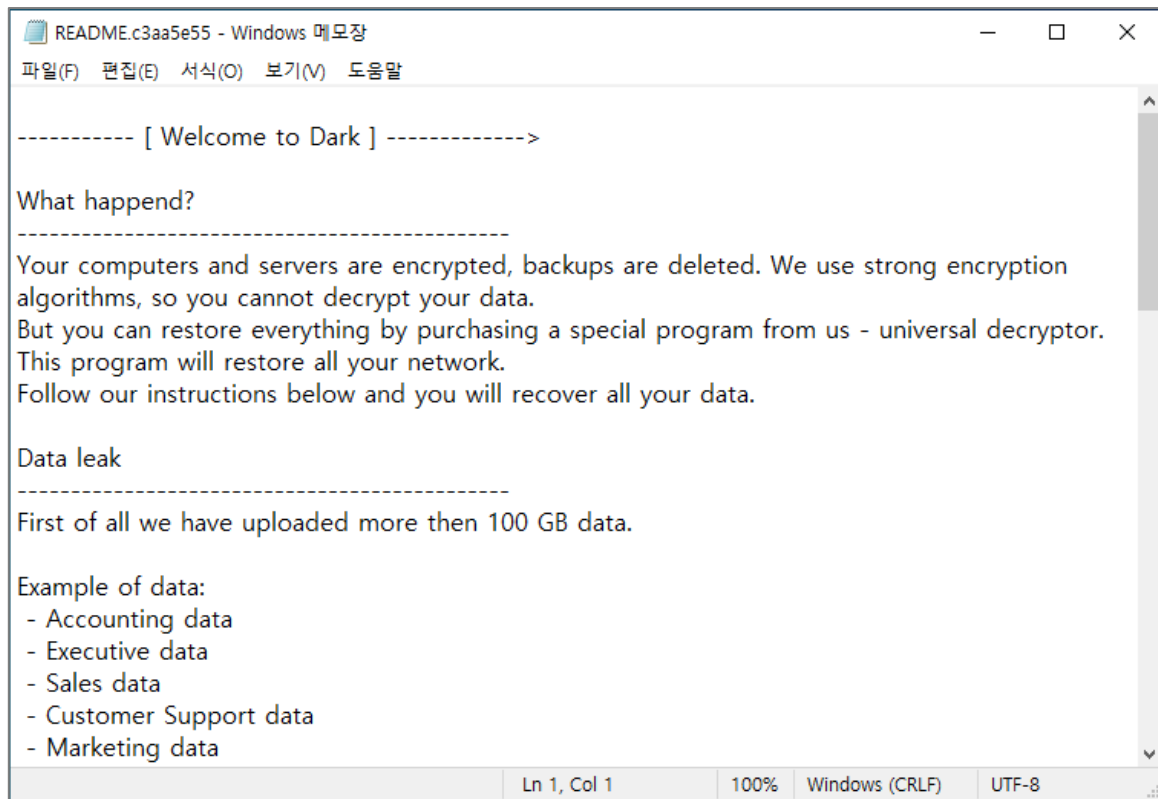 README.c3aa5e55 - Windows 메모장
파일(F) 편집(E) 서식(O) 보기(V) 도움말
----------- [ Welcome to Dark ] ------------->
What happend?
----------------------------------------------
Your computers and servers are encrypted, backups are deleted. We use strong encryption
algorithms, so you cannot decrypt your data.
But you can restore everything by purchasing a special program from us - universal decryptor.
This program will restore all your network.
Follow our instructions below and you will recover all your data.
Data leak
----------------------------------------------
First of all we have uploaded more then 100 GB data.
Example of data:
- Accounting data
- Executive data
- Sales data
- Customer Support data
- Marketing data
Ln 1, Col 1 100% Windows (CRLF) UTF-8